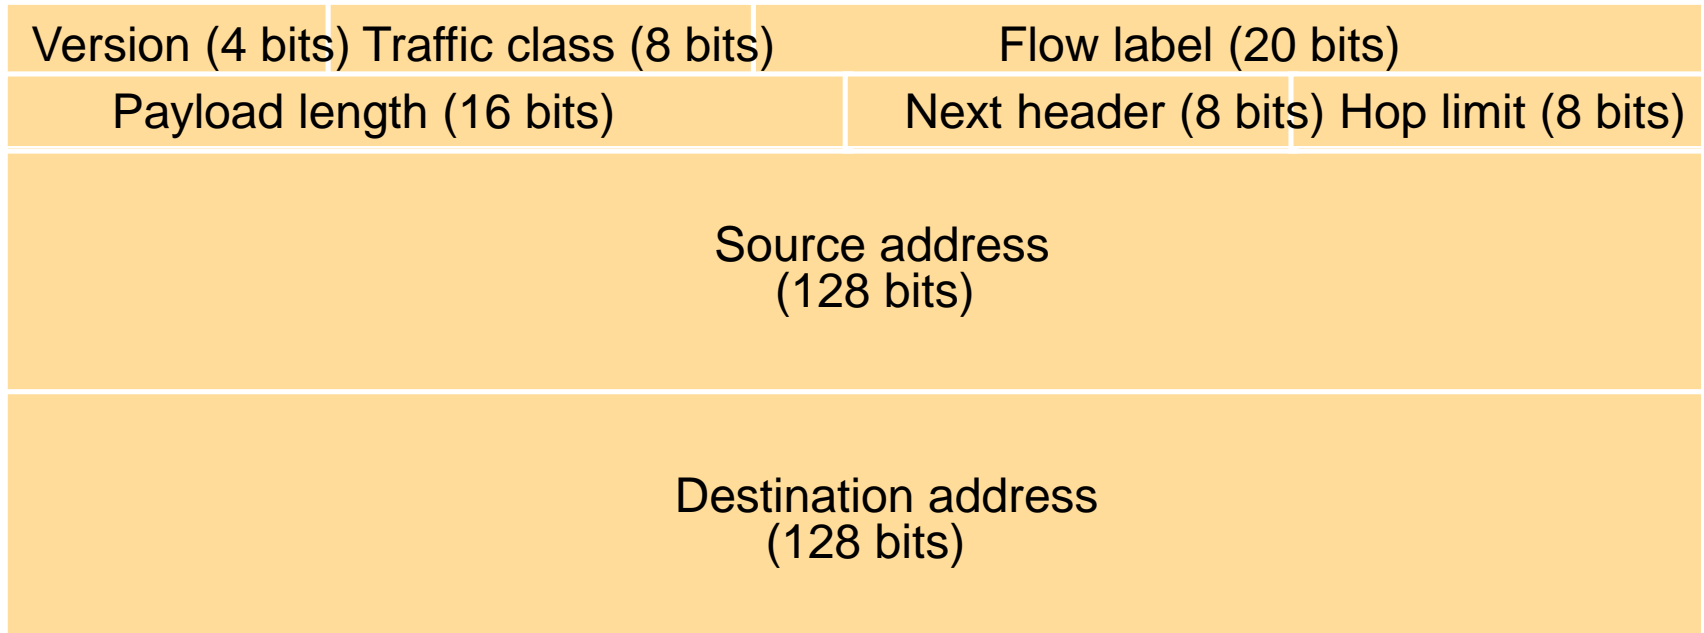 Version (4 bits) Traffic class (8 bits) Flow label (20 bits)
Payload length (16 bits) Next header (8 bits) Hop limit (8 bits)
Source address
(128 bits)
Destination address
(128 bits)